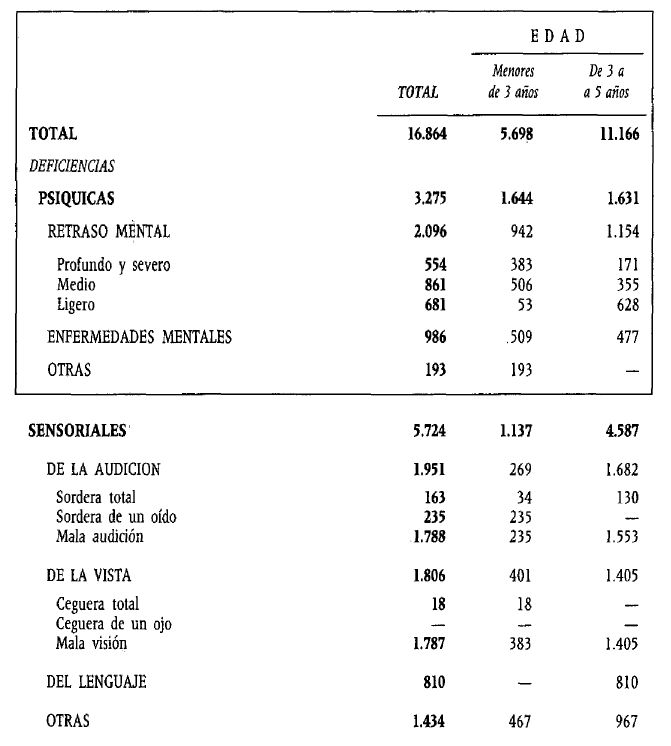 EDAD
Menores De 3 a
TOTAL de 3 años a 5 años
TOTAL 16.864 5.698 11.166
DEFICIENCIAS
PSIQUICAS 3.275 1.644 1.631
RETRASO MENTAL 2.096 942 1.154
Profundo y severo 554 383 171
Medio 861 506 355
Ligero 681 53 628
ENFERMEDADES MENTALES 986 .509 477
OTRAS 193 193 —
SENSORIALES 5.724 1.137 4.587
DE LA AUDICION 1.951 269 1.682
Sordera total 163 34 130
Sordera de un oído 235 235 —
Mala audición 1.788 235 1.553
DE LA VISTA 1.806 401 1.405
Ceguera total 18 18 —
Ceguera de un ojo — — —
Mala visión 1.787 383 1.405
DEL LENGUAJE 810 — 810
OTRAS 1.434 467 967